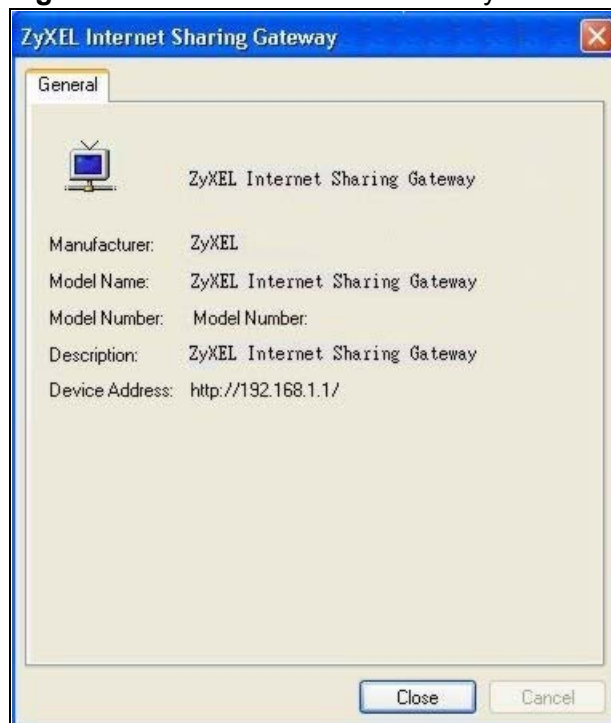 ZyXEL Internet Sharing Gateway
General
ZyXEL Internet Sharing Gateway
Manufacturer: ZyXEL
Model Name: ZyXEL Internet Sharing Gateway
Model Number: Model Number:
Description: ZyXEL Internet Sharing Gateway
Device Address: http://192.168.1.1/
Close Cancel